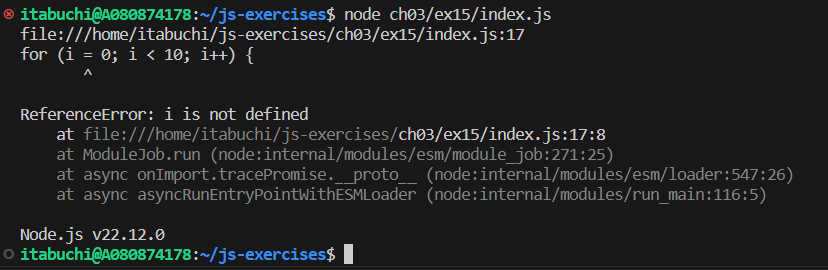 itabuchi@A080874178:~/js-exercises$ node ch03/ex15/index.js
file:///home/itabuchi/js-exercises/ch03/ex15/index.js:17
for (i = 0; i < 10; i++) {
       ^

ReferenceError: i is not defined
    at file:///home/itabuchi/js-exercises/ch03/ex15/index.js:17:8
    at ModuleJob.run (node:internal/modules/esm/module_job:271:25)
    at async onImport.tracePromise.__proto__ (node:internal/modules/esm/loader:547:26)
    at async asyncRunEntryPointWithESMLoader (node:internal/modules/run_main:116:5)

Node.js v22.12.0
itabuchi@A080874178:~/js-exercises$